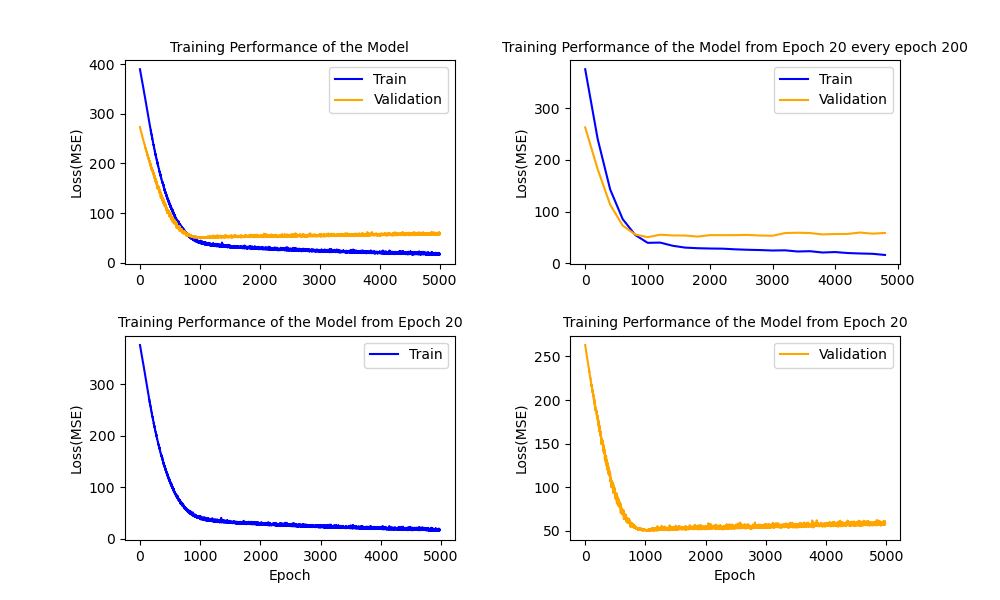 Training Performance of the Model
400
300
200
100
0
Loss(MSE)
Train
Validation
0 1000 2000 3000 4000 5000
Training Performance of the Model from Epoch 20 every epoch 200
300
200
100
0
Loss(MSE)
Train
Validation
0 1000 2000 3000 4000 5000
Training Performance of the Model from Epoch 20
300
200
100
0
Loss(MSE)
Train
0 1000 2000 3000 4000 5000
Epoch
Training Performance of the Model from Epoch 20
250
200
150
100
50
Loss(MSE)
Validation
0 1000 2000 3000 4000 5000
Epoch